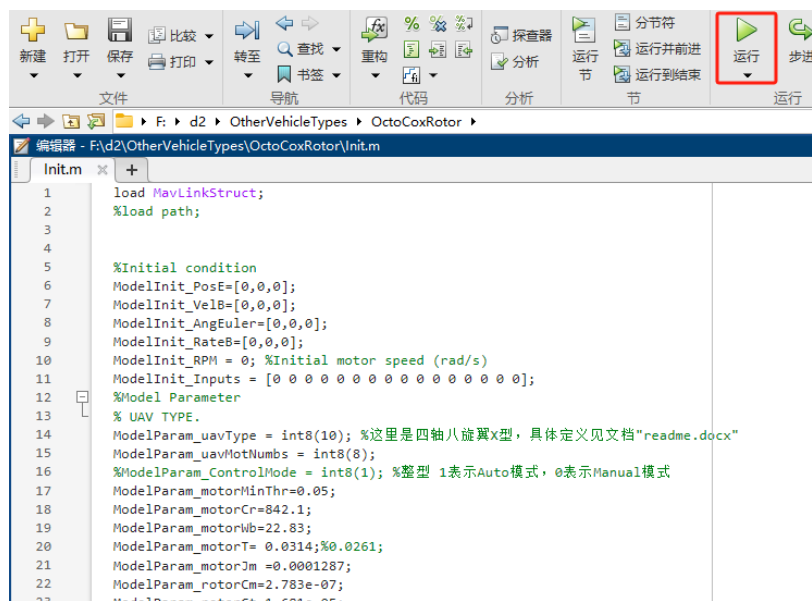 新建 打开 保存 比较 打印 转至 查找 书签 重构 fx % 探查器 分析 运行节 分节符 运行并前进 运行到结束 运行 步进
文件 导航 代码 分析 节 运行
F: d2 OtherVehicleTypes OctoCoxRotor
编辑器 - F:\d2\OtherVehicleTypes\OctoCoxRotor\Init.m
Init.m × +
1 load MavLinkStruct;
2 %load path;
3
4
5 %Initial condition
6 ModelInit_PosE=[0,0,0];
7 ModelInit_VelB=[0,0,0];
8 ModelInit_AngEuler=[0,0,0];
9 ModelInit_RateB=[0,0,0];
10 ModelInit_RPM = 0; %Initial motor speed (rad/s)
11 ModelInit_Inputs = [0 0 0 0 0 0 0 0 0 0 0 0 0 0 0 0];
12 %Model Parameter
13 % UAV TYPE.
14 ModelParam_uavType = int8(10); %这里是四轴八旋翼X型，具体定义见文档"readme.docx"
15 ModelParam_uavMotNumbs = int8(8);
16 %ModelParam_ControlMode = int8(1); %整型 1表示Auto模式，0表示Manual模式
17 ModelParam_motorMinThr=0.05;
18 ModelParam_motorCr=842.1;
19 ModelParam_motorWb=22.83;
20 ModelParam_motorT= 0.0314;%0.0261;
21 ModelParam_motorJm =0.0001287;
22 ModelParam_rotorCm=2.783e-07;